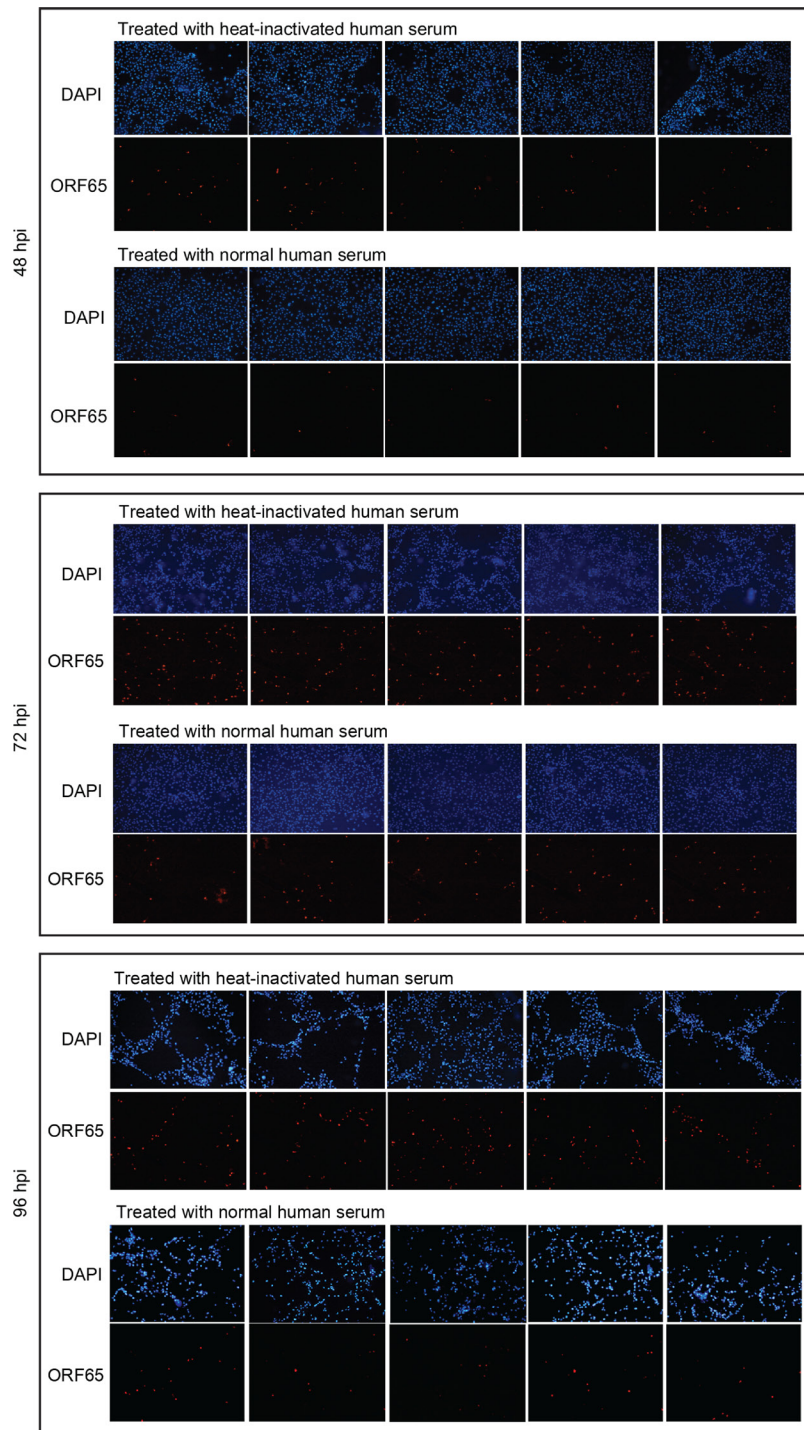 48 hpi
Treated with heat-inactivated human serum
DAPI
ORF65
Treated with normal human serum
DAPI
ORF65
72 hpi
Treated with heat-inactivated human serum
DAPI
ORF65
Treated with normal human serum
DAPI
ORF65
96 hpi
Treated with heat-inactivated human serum
DAPI
ORF65
Treated with normal human serum
DAPI
ORF65